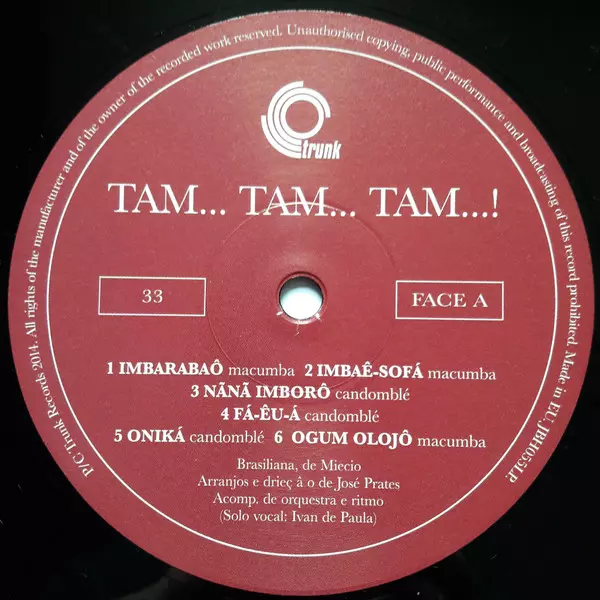 P/C Trunk Records 2014. All rights of the manufacturer and of the owner of the recorded work reserved. Unauthorised copying, public performance and broadcasting of this record prohibited. Made in EU. JBH055LP.
trunk
TAM... TAM... TAM...!
33
FACE A
1 IMBARABAÔ macumba 2 IMBAÊ-SOFÁ macumba
3 NÃNÃ IMBORÔ candomblé
4 FÁ-ÊU-Á candomblé
5 ONIKÁ candomblé 6 OGUM OLOJÔ macumba
Brasiliana, de Miecio
Arranjos e drieç â o de José Prates
Acomp. de orquestra e ritmo
(Solo vocal: Ivan de Paula)